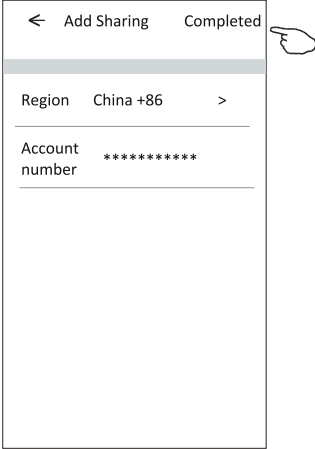 ← Add Sharing Completed
Region China +86 >
Account
number ***********